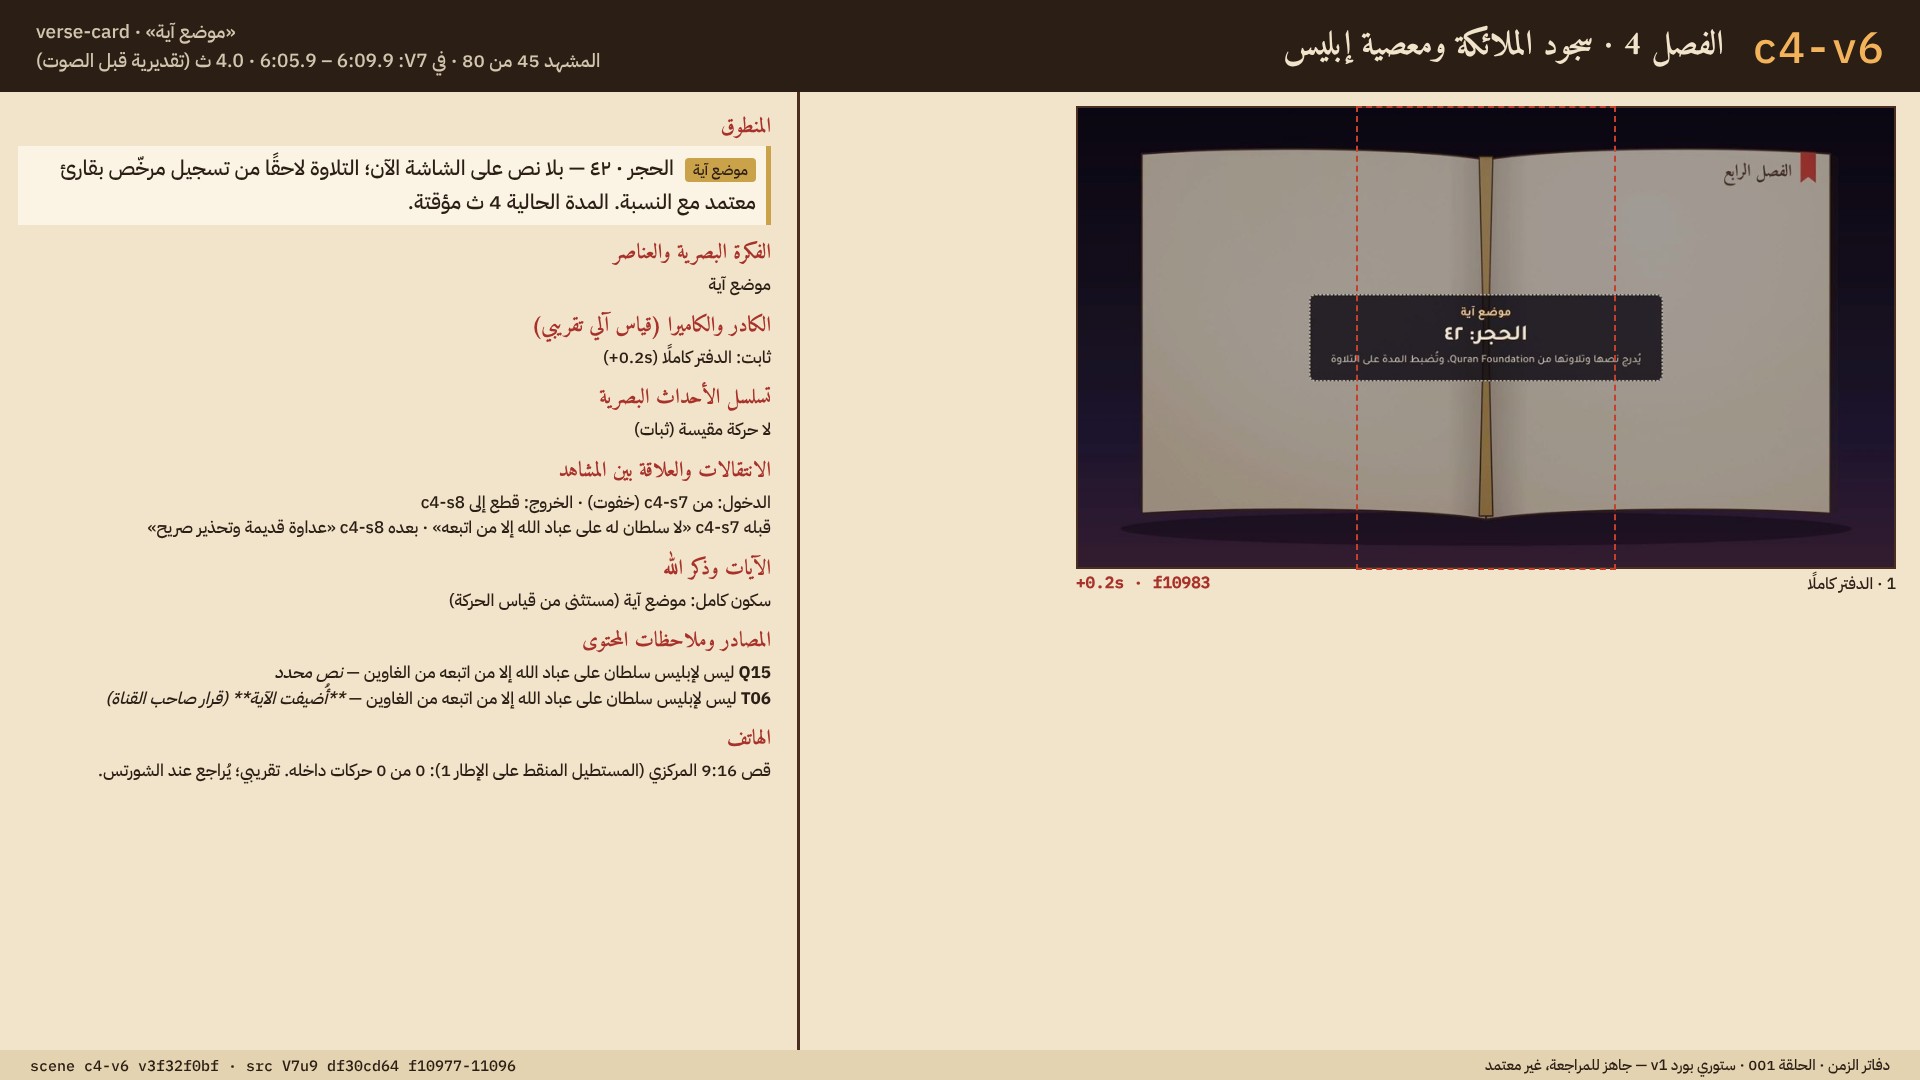 c4-v6
الفصل 4 · سجود الملائكة ومعصية إبليس
verse-card · «موضع آية»
المشهد 45 من 80 · في V7: 6:05.9 – 6:09.9 · 4.0 ث (تقديرية قبل الصوت)
الفصل الرابع
موضع آية
الحجر: ٤٢
يُدرج نصها وتلاوتها من Quran Foundation، وتُضبط المدة على التلاوة
1 · الدفتر كاملًا
+0.2s · f10983
المنطوق
موضع آية الحجر · ٤٢ — بلا نص على الشاشة الآن؛ التلاوة لاحقًا من تسجيل مرخّص بقارئ
معتمد مع النسبة. المدة الحالية 4 ث مؤقتة.
الفكرة البصرية والعناصر
موضع آية
الكادر والكاميرا (قياس آلي تقريبي)
ثابت: الدفتر كاملًا (+0.2s)
تسلسل الأحداث البصرية
لا حركة مقيسة (ثبات)
الانتقالات والعلاقة بين المشاهد
الدخول: من c4-s7 (خفوت) · الخروج: قطع إلى c4-s8
قبله c4-s7 «لا سلطان له على عباد الله إلا من اتبعه» · بعده c4-s8 «عداوة قديمة وتحذير صريح»
الآيات وذكر الله
سكون كامل: موضع آية (مستثنى من قياس الحركة)
المصادر وملاحظات المحتوى
Q15 ليس لإبليس سلطان على عباد الله إلا من اتبعه من الغاوين — نص محدد
T06 ليس لإبليس سلطان على عباد الله إلا من اتبعه من الغاوين — **أُضيفت الآية** (قرار صاحب القناة)
الهاتف
قص 9:16 المركزي (المستطيل المنقط على الإطار 1): 0 من 0 حركات داخله. تقريبي؛ يُراجع عند الشورتس.
دفاتر الزمن · الحلقة 001 · ستوري بورد v1 — جاهز للمراجعة، غير معتمد
scene c4-v6 v3f32f0bf · src V7u9 df30cd64 f10977-11096